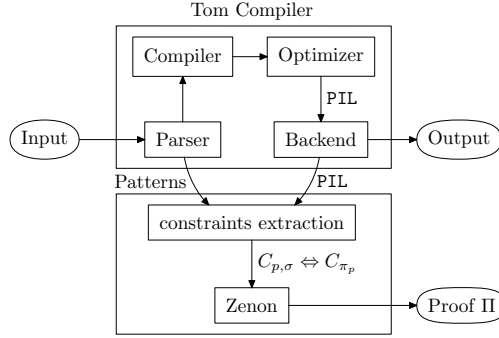 Tom Compiler
Compiler
Optimizer
PIL
Input
Parser
Backend
Output
Patterns
PIL
constraints extraction
C_{p,σ} ⇔ C_{π_p}
Zenon
Proof Π